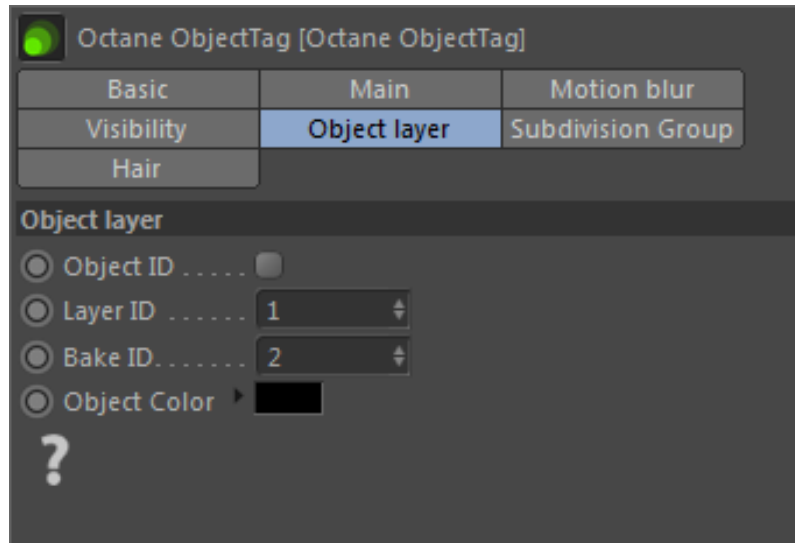 Octane ObjectTag [Octane ObjectTag]
Basic Main Motion blur
Visibility Object layer Subdivision Group
Hair
Object layer
Object ID .....
Layer ID ...... 1
Bake ID....... 2
Object Color
?